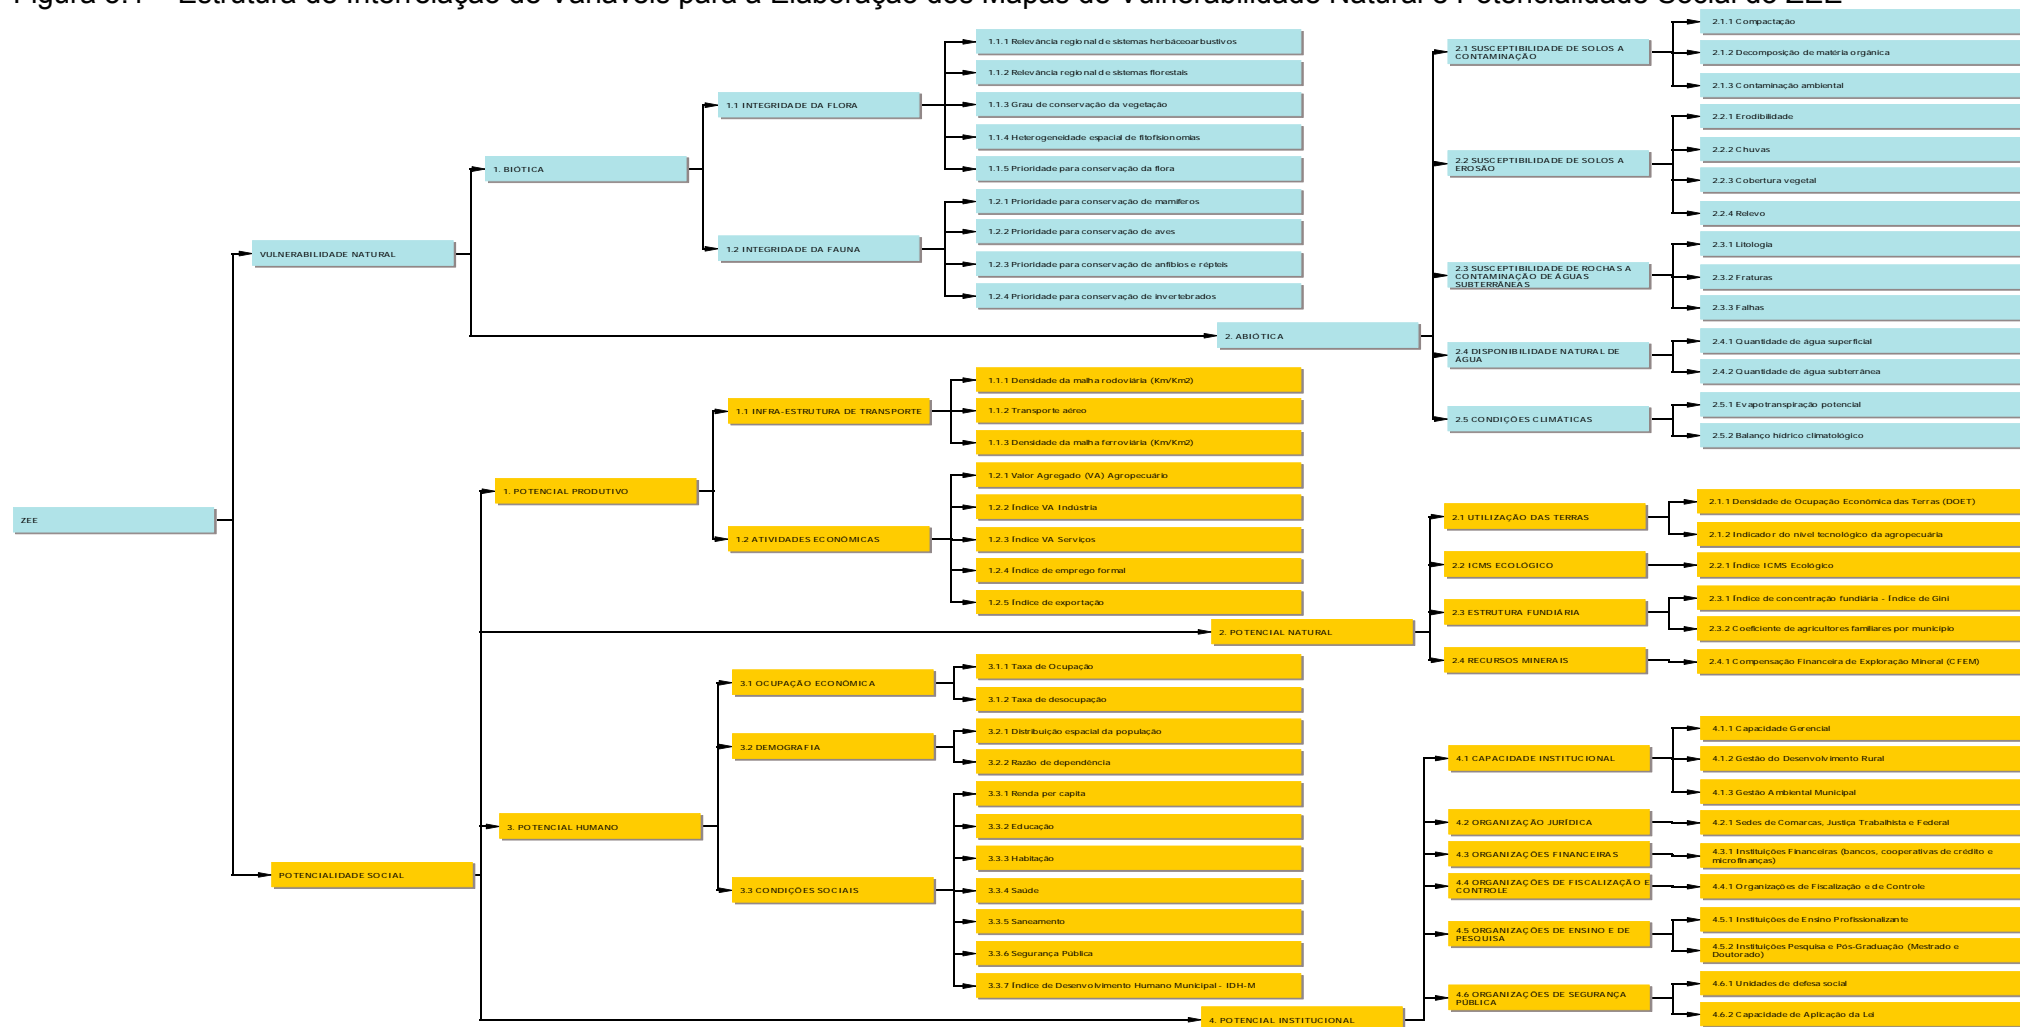 Figura 3.1 – Estrutura de Interrelação de Variáveis para a Elaboração dos Mapas de Vulnerabilidade Natural e Potencialidade Social do ZEE
ZEE
VULNERABILIDADE NATURAL
1. BIÓTICA
1.1 INTEGRIDADE DA FLORA
1.1.1 Relevância regional de sistemas herbáceoarbustivos
1.1.2 Relevância regional de sistemas florestais
1.1.3 Grau de conservação da vegetação
1.1.4 Heterogeneidade espacial de fitofisionomias
1.1.5 Prioridade para conservação da flora
1.2 INTEGRIDADE DA FAUNA
1.2.1 Prioridade para conservação de mamíferos
1.2.2 Prioridade para conservação de aves
1.2.3 Prioridade para conservação de anfíbios e répteis
1.2.4 Prioridade para conservação de invertebrados
2. ABIÓTICA
2.1 SUSCEPTIBILIDADE DE SOLOS A
CONTAMINAÇÃO
2.1.1 Compactação
2.1.2 Decomposição de matéria orgânica
2.1.3 Contaminação ambiental
2.2 SUSCEPTIBILIDADE DE SOLOS A
EROSÃO
2.2.1 Erodibilidade
2.2.2 Chuvas
2.2.3 Cobertura vegetal
2.2.4 Relevo
2.3 SUSCEPTIBILIDADE DE ROCHAS A
CONTAMINAÇÃO DE ÁGUAS
SUBTERRÂNEAS
2.3.1 Litologia
2.3.2 Fraturas
2.3.3 Falhas
2.4 DISPONIBILIDADE NATURAL DE
ÁGUA
2.4.1 Quantidade de água superficial
2.4.2 Quantidade de água subterrânea
2.5 CONDIÇÕES CLIMÁTICAS
2.5.1 Evapotranspiração potencial
2.5.2 Balanço hídrico climatológico
POTENCIALIDADE SOCIAL
1. POTENCIAL PRODUTIVO
1.1 INFRA-ESTRUTURA DE TRANSPORTE
1.1.1 Densidade da malha rodoviária (Km/Km2)
1.1.2 Transporte aéreo
1.1.3 Densidade da malha ferroviária (Km/Km2)
1.2 ATIVIDADES ECONÔMICAS
1.2.1 Valor Agregado (VA) Agropecuário
1.2.2 Índice VA Indústria
1.2.3 Índice VA Serviços
1.2.4 Índice de emprego formal
1.2.5 Índice de exportação
2. POTENCIAL NATURAL
2.1 UTILIZAÇÃO DAS TERRAS
2.1.1 Densidade de Ocupação Econômica das Terras (DOET)
2.1.2 Indicador do nível tecnológico da agropecuária
2.2 ICMS ECOLÓGICO
2.2.1 Índice ICMS Ecológico
2.3 ESTRUTURA FUNDIÁRIA
2.3.1 Índice de concentração fundiária - Índice de Gini
2.3.2 Coeficiente de agricultores familiares por município
2.4 RECURSOS MINERAIS
2.4.1 Compensação Financeira de Exploração Mineral (CFEM)
3. POTENCIAL HUMANO
3.1 OCUPAÇÃO ECONÔMICA
3.1.1 Taxa de Ocupação
3.1.2 Taxa de desocupação
3.2 DEMOGRAFIA
3.2.1 Distribuição espacial da população
3.2.2 Razão de dependência
3.3 CONDIÇÕES SOCIAIS
3.3.1 Renda per capita
3.3.2 Educação
3.3.3 Habitação
3.3.4 Saúde
3.3.5 Saneamento
3.3.6 Segurança Pública
3.3.7 Índice de Desenvolvimento Humano Municipal - IDH-M
4. POTENCIAL INSTITUCIONAL
4.1 CAPACIDADE INSTITUCIONAL
4.1.1 Capacidade Gerencial
4.1.2 Gestão do Desenvolvimento Rural
4.1.3 Gestão Ambiental Municipal
4.2 ORGANIZAÇÃO JURÍDICA
4.2.1 Sedes de Comarcas, Justiça Trabalhista e Federal
4.3 ORGANIZAÇÕES FINANCEIRAS
4.3.1 Instituições Financeiras (bancos, cooperativas de crédito e
microfinanças)
4.4 ORGANIZAÇÕES DE FISCALIZAÇÃO E
CONTROLE
4.4.1 Organizações de Fiscalização e de Controle
4.5 ORGANIZAÇÕES DE ENSINO E DE
PESQUISA
4.5.1 Instituições de Ensino Profissionalizante
4.5.2 Instituições Pesquisa e Pós-Graduação (Mestrado e
Doutorado)
4.6 ORGANIZAÇÕES DE SEGURANÇA
PÚBLICA
4.6.1 Unidades de defesa social
4.6.2 Capacidade de Aplicação da Lei